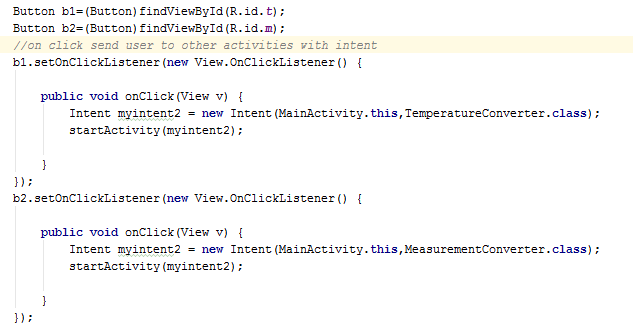 Button b1=(Button)findViewById(R.id.t);
Button b2=(Button)findViewById(R.id.m);
//on click send user to other activities with intent
b1.setOnClickListener(new View.OnClickListener() {
public void onClick(View v) {
Intent myintent2 = new Intent(MainActivity.this,TemperatureConverter.class);
startActivity(myintent2);
}
});
b2.setOnClickListener(new View.OnClickListener() {
public void onClick(View v) {
Intent myintent2 = new Intent(MainActivity.this,MeasurementConverter.class);
startActivity(myintent2);
}
});